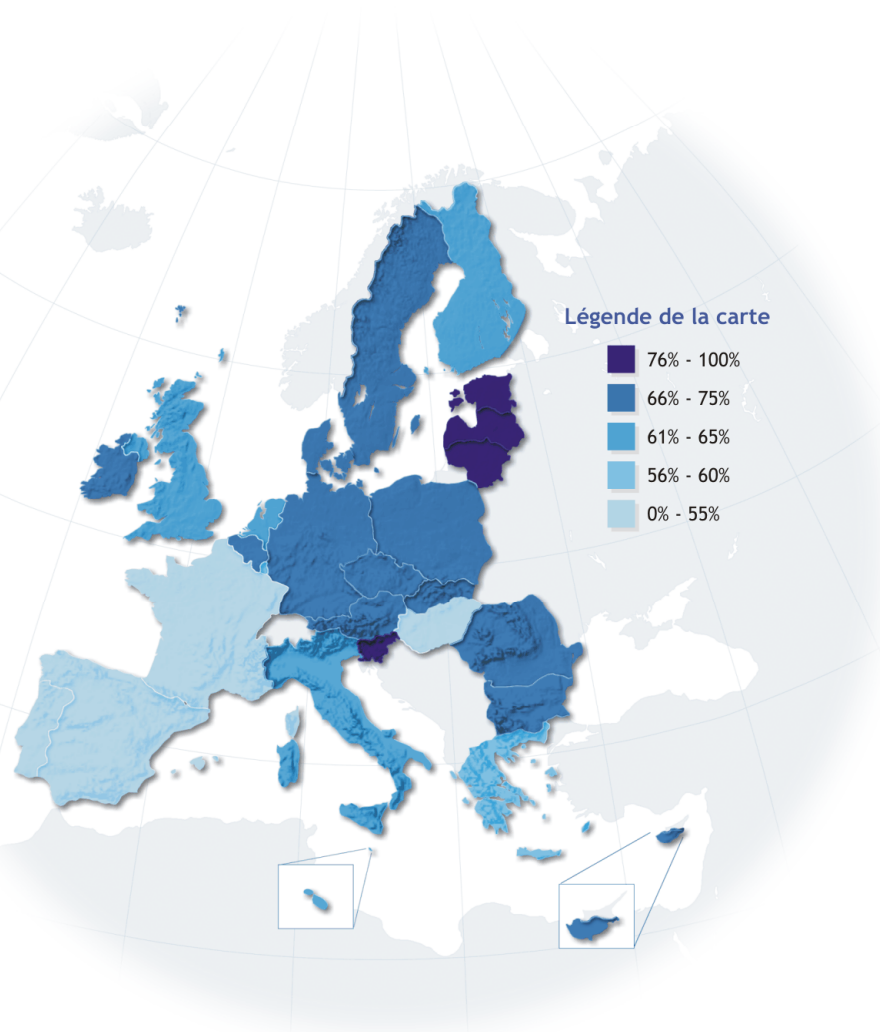 Légende de la carte
76% - 100%
66% - 75%
61% - 65%
56% - 60%
0% - 55%